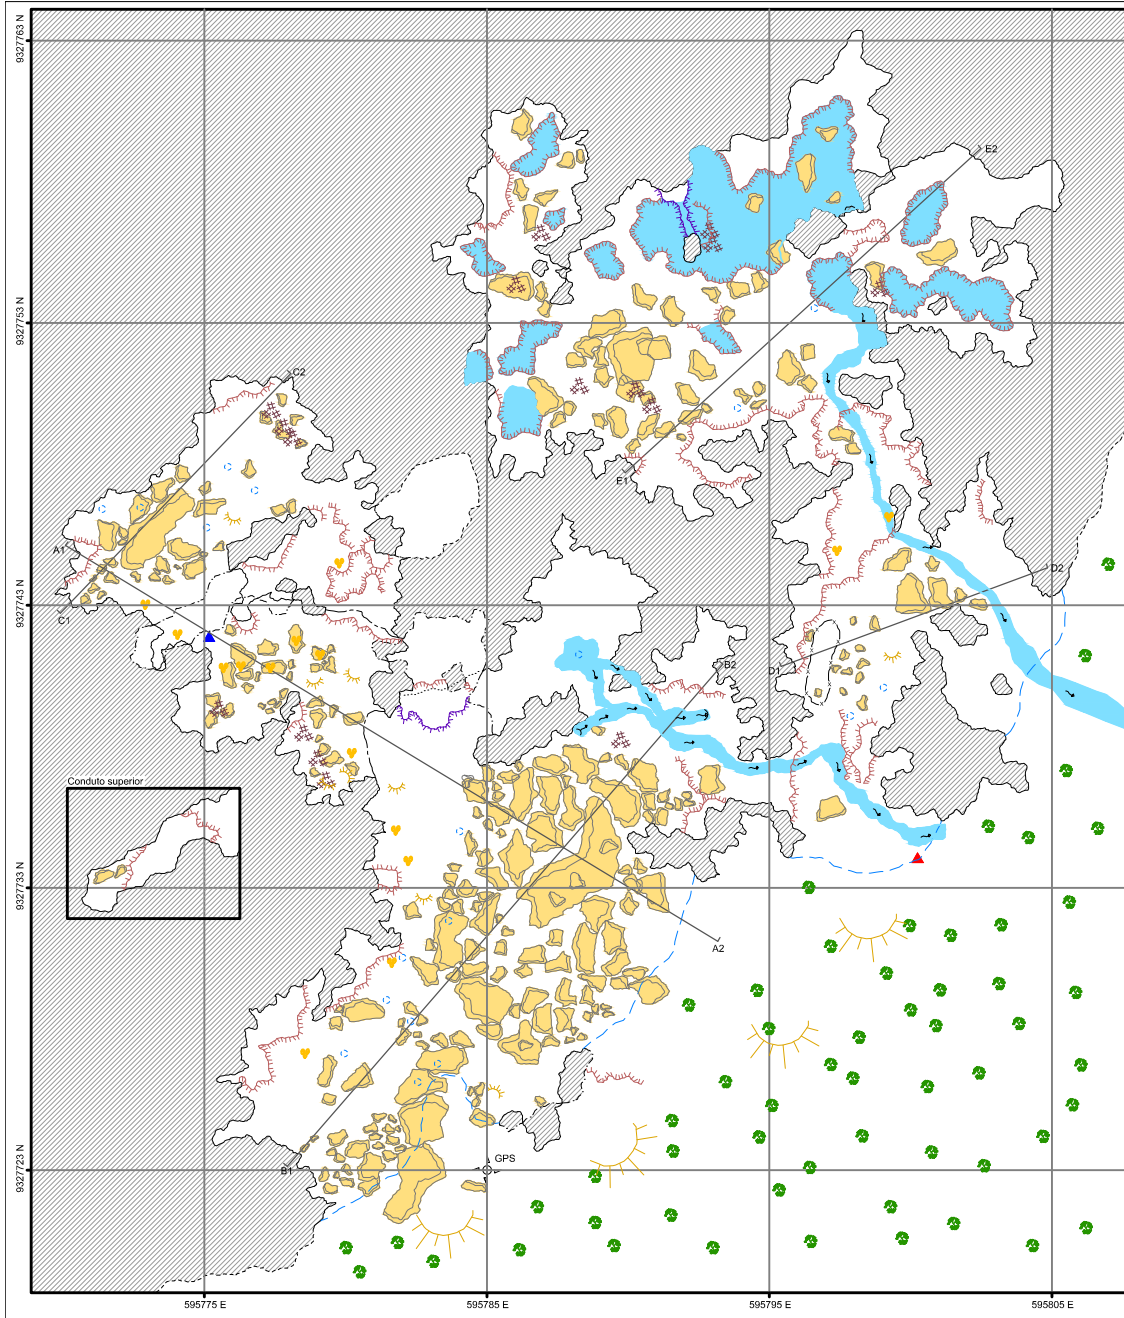 9327763 N
E2
9327753 N
C2
E1
A1
D2
9327743 N
C1
B2
D1
Conduto superior
9327733 N
A2
GPS
B1
9327723 N
595775 E
595785 E
595795 E
595805 E